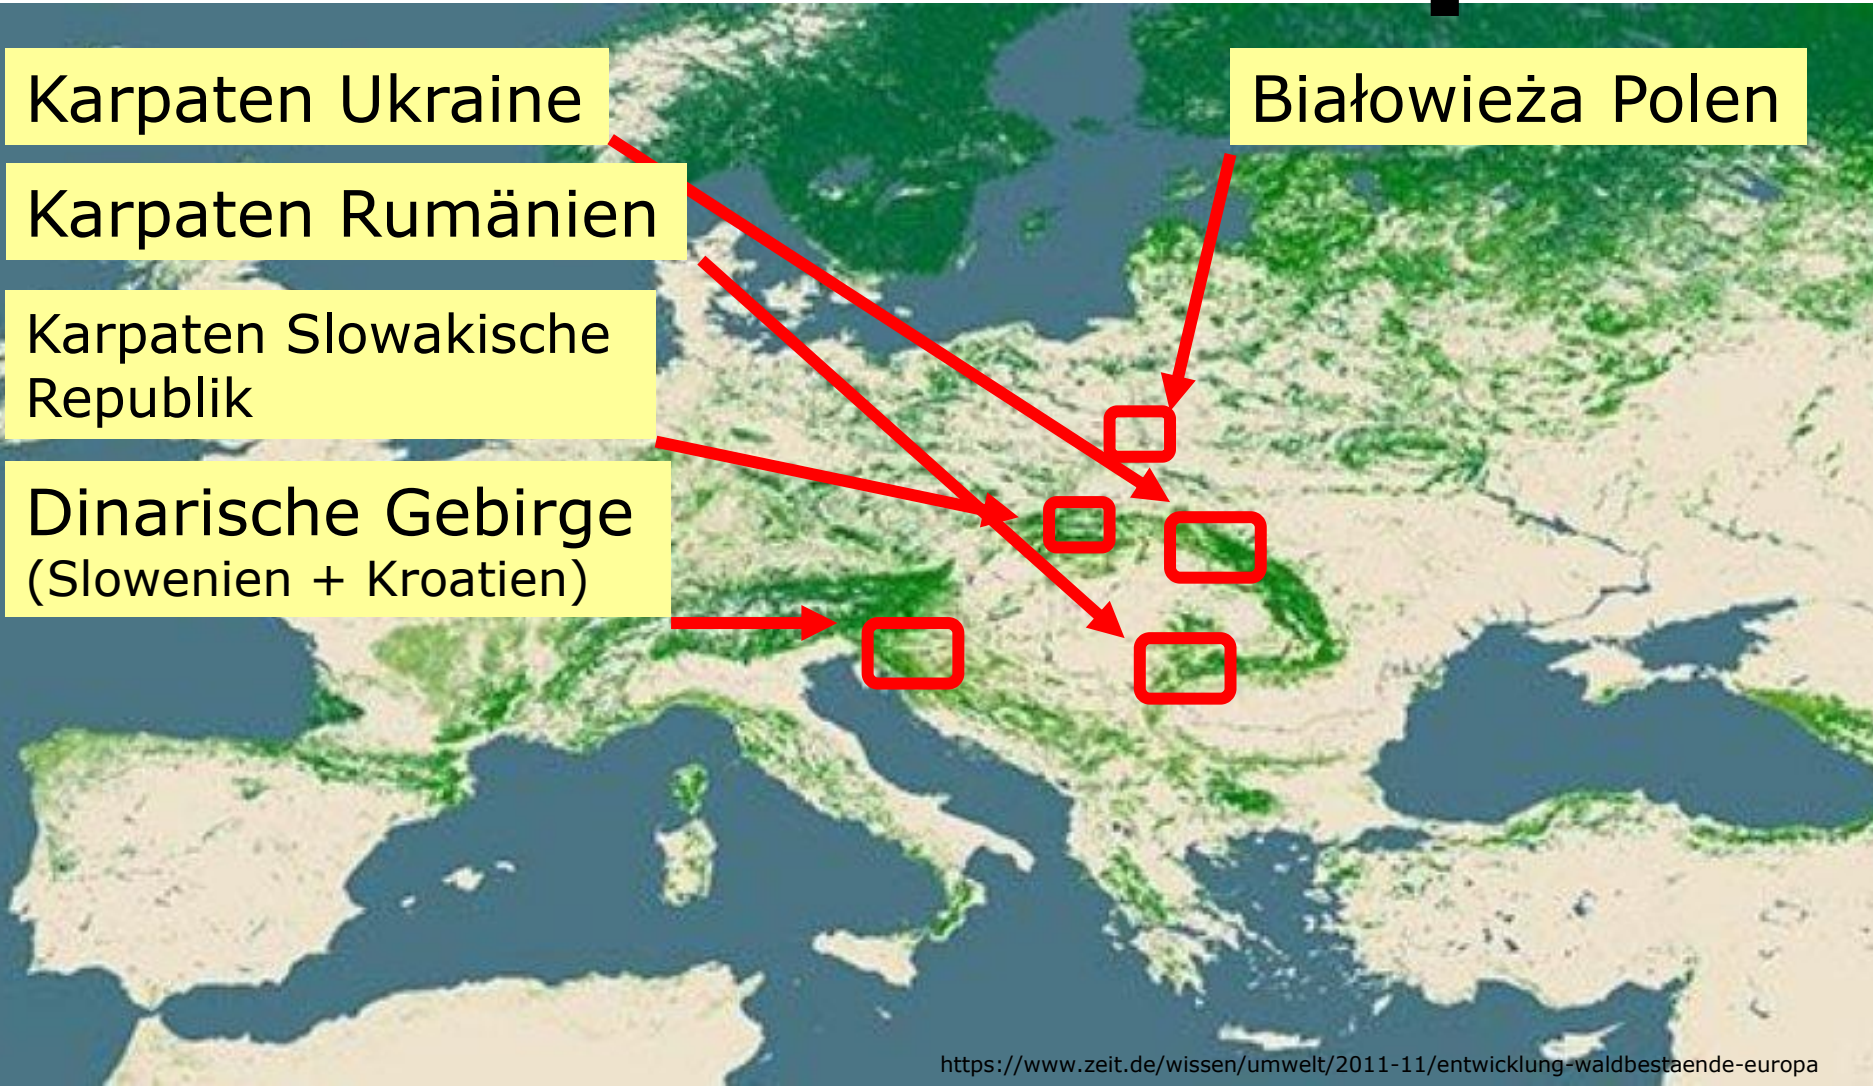 Karpaten Ukraine
Białowieża Polen
Karpaten Rumänien
Karpaten Slowakische
Republik
Dinarische Gebirge
(Slowenien + Kroatien)
https://www.zeit.de/wissen/umwelt/2011-11/entwicklung-waldbestaende-europa